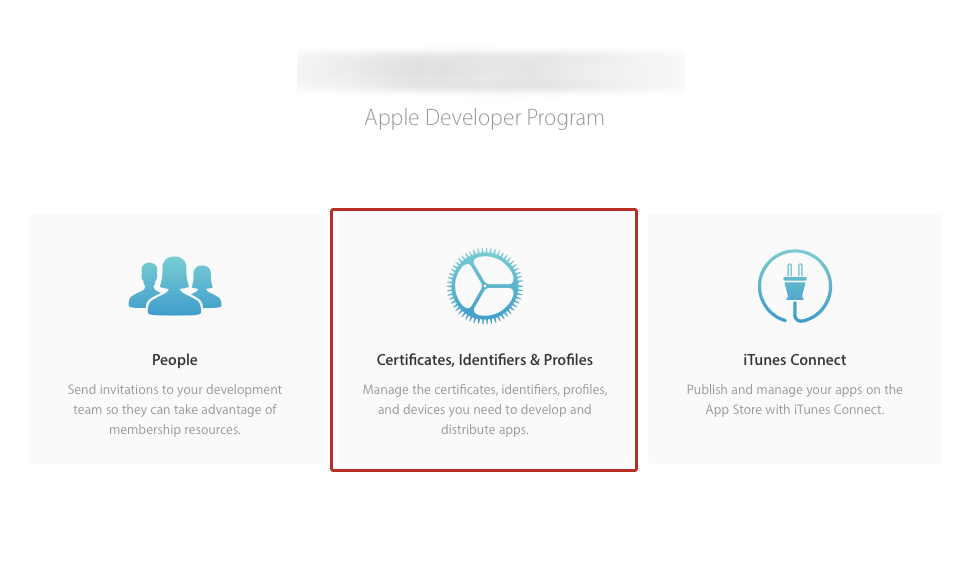 Apple Developer Program
People
Send invitations to your development
team so they can take advantage of
membership resources.
Certificates, Identifiers & Profiles
Manage the certificates, identifiers, profiles,
and devices you need to develop and
distribute apps.
iTunes Connect
Publish and manage your apps on the
App Store with iTunes Connect.